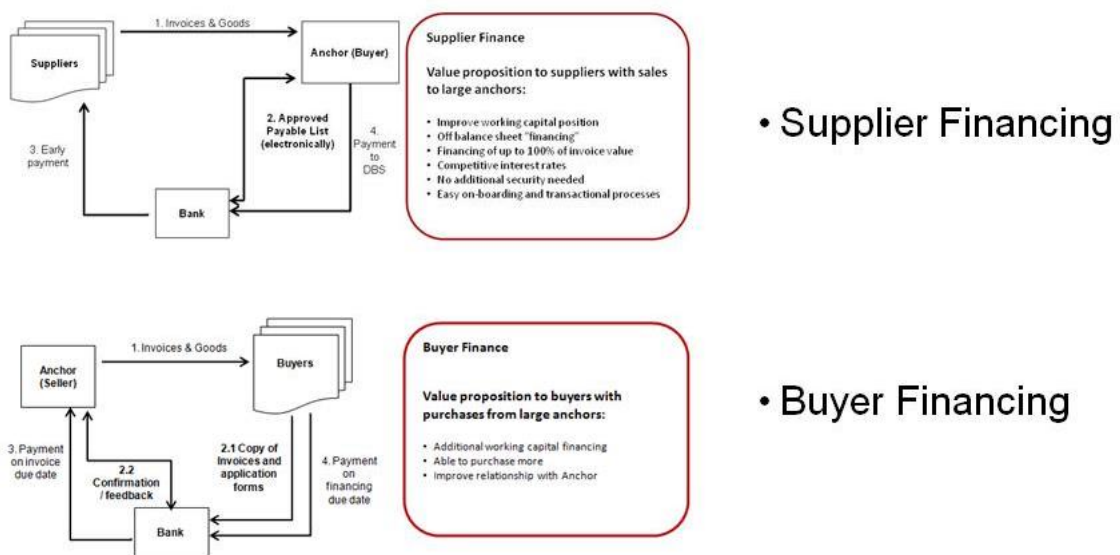 1. Invoices & Goods
Suppliers
Anchor (Buyer)
2. Approved
Payable List
(electronically)
4.
Payment
to
DBS
3. Early
payment
Bank
Supplier Finance
Value proposition to suppliers with sales
to large anchors:
• Improve working capital position
• Off balance sheet "financing"
• Financing of up to 100% of invoice value
• Competitive interest rates
• No additional security needed
• Easy on-boarding and transactional processes
• Supplier Financing
1. Invoices & Goods
Anchor
(Seller)
Buyers
3. Payment
on invoice
due date
2.2
Confirmation
/ feedback
2.1 Copy of
Invoices and
application
forms
4. Payment
on
financing
due date
Bank
Buyer Finance
Value proposition to buyers with
purchases from large anchors:
• Additional working capital financing
• Able to purchase more
• Improve relationship with Anchor
• Buyer Financing